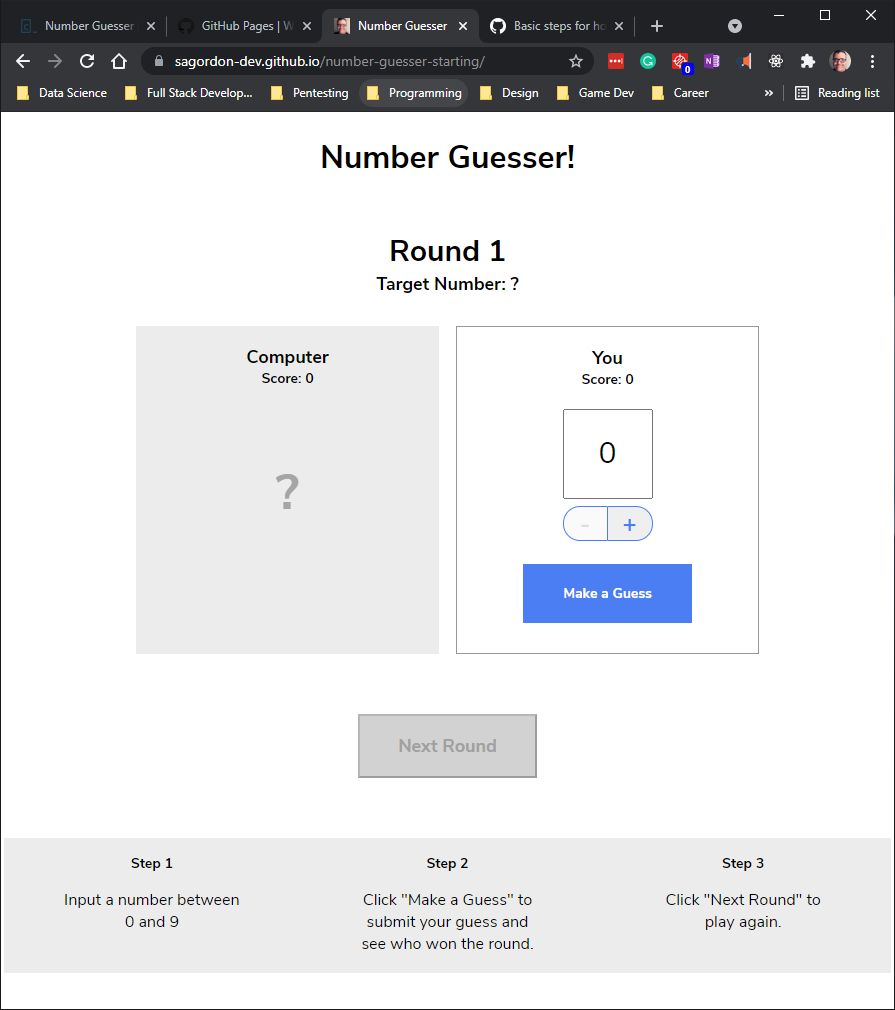 Number Guesser
GitHub Pages | W
Number Guesser
Basic steps for ho
sagordon-dev.github.io/number-guesser-starting/
0
Data Science
Full Stack Develop...
Pentesting
Programming
Design
Game Dev
Career
»
Reading list
Number Guesser!
Round 1
Target Number: ?
Computer
Score: 0
?
You
Score: 0
0
- +
Make a Guess
Next Round
Step 1
Input a number between
0 and 9
Step 2
Click "Make a Guess" to
submit your guess and
see who won the round.
Step 3
Click "Next Round" to
play again.